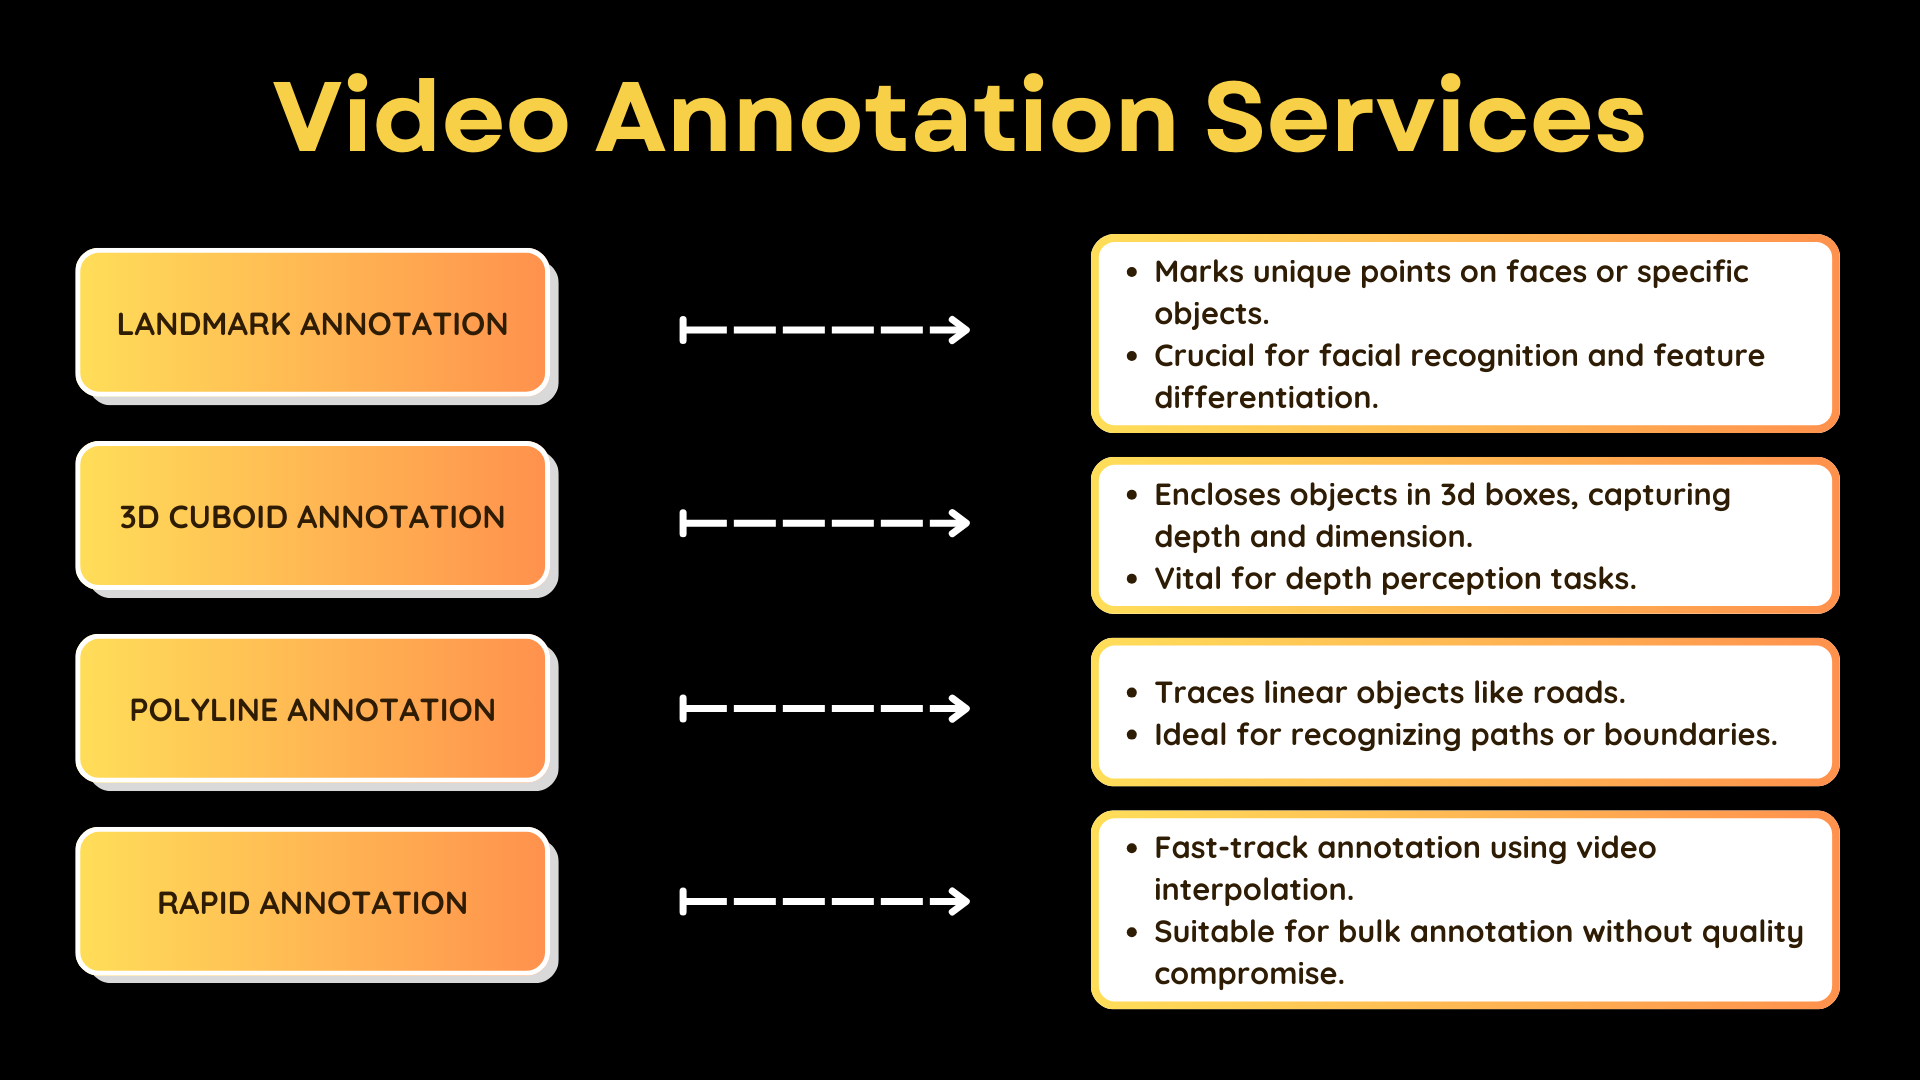 Video Annotation Services
LANDMARK ANNOTATION
• Marks unique points on faces or specific
objects.
• Crucial for facial recognition and feature
differentiation.
3D CUBOID ANNOTATION
• Encloses objects in 3d boxes, capturing
depth and dimension.
• Vital for depth perception tasks.
POLYLINE ANNOTATION
• Traces linear objects like roads.
• Ideal for recognizing paths or boundaries.
RAPID ANNOTATION
• Fast-track annotation using video
interpolation.
• Suitable for bulk annotation without quality
compromise.